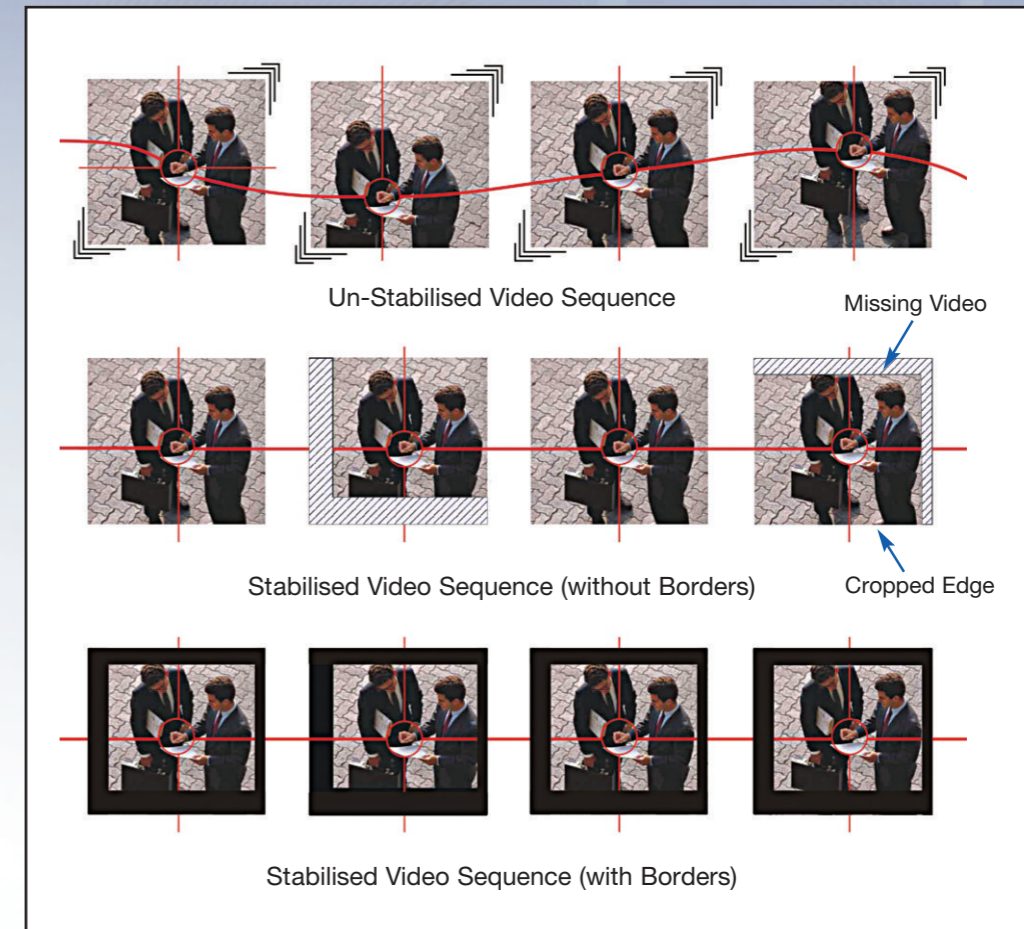 Un-Stabilised Video Sequence
Missing Video
Stabilised Video Sequence (without Borders)
Cropped Edge
Stabilised Video Sequence (with Borders)